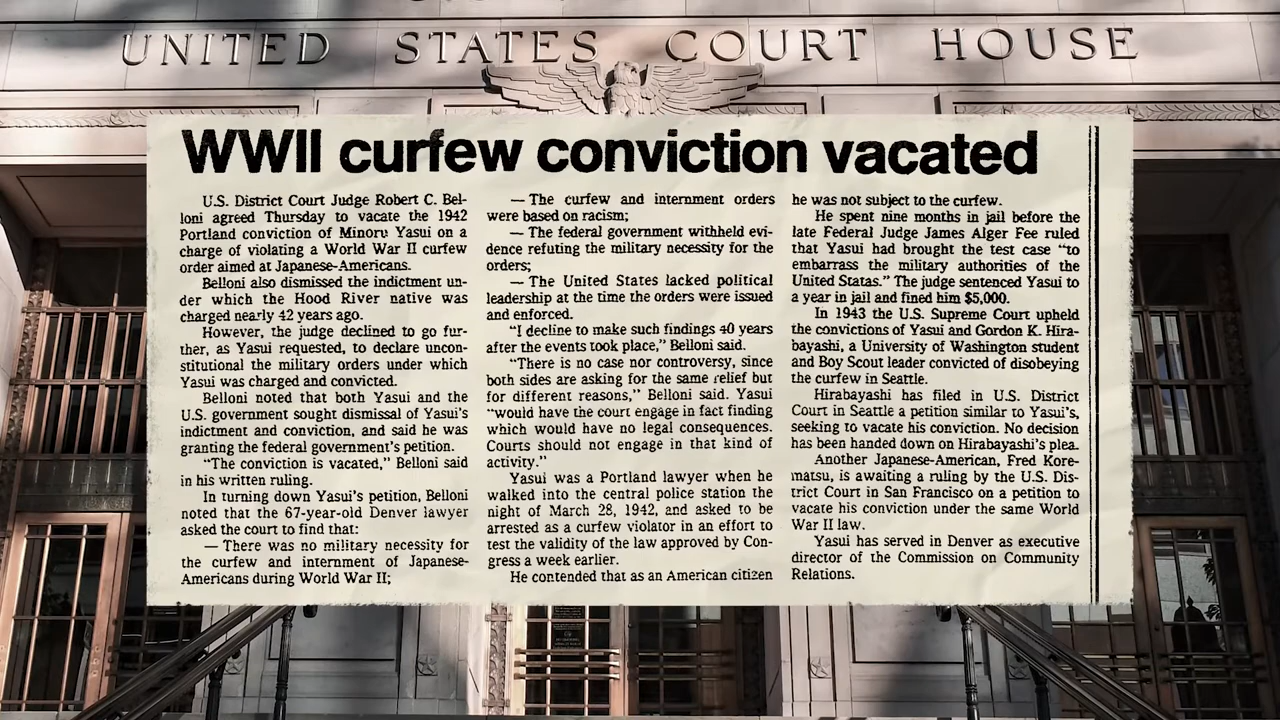 UNITED STATES COURT HOUSE
WWII curfew conviction vacated
U.S. District Court Judge Robert C. Bel-
loni agreed Thursday to vacate the 1942
Portland conviction of Minoru Yasui on a
charge of violating a World War II curfew
order aimed at Japanese-Americans.
Belloni also dismissed the indictment un-
der which the Hood River native was
charged nearly 42 years ago.
However, the judge declined to go fur-
ther, as Yasui requested, to declare uncon-
stitutional the military orders under which
Yasui was charged and convicted.
Belloni noted that both Yasui and the
U.S. government sought dismissal of Yasui's
indictment and conviction, and said he was
granting the federal government's petition.
"The conviction is vacated," Belloni said
in his written ruling.
In turning down Yasui's petition, Belloni
noted that the 67-year-old Denver lawyer
asked the court to find that:
— There was no military necessity for
the curfew and internment of Japanese-
Americans during World War II;
— The curfew and internment orders
were based on racism;
— The federal government withheld evi-
dence refuting the military necessity for the
orders;
— The United States lacked political
leadership at the time the orders were issued
and enforced.
"I decline to make such findings 40 years
after the events took place," Belloni said.
"There is no case nor controversy, since
both sides are asking for the same relief but
for different reasons," Belloni said. Yasui
"would have the court engage in fact finding
which would have no legal consequences.
Courts should not engage in that kind of
activity."
Yasui was a Portland lawyer when he
walked into the central police station the
night of March 28, 1942, and asked to be
arrested as a curfew violator in an effort to
test the validity of the law approved by Con-
gress a week earlier.
He contended that as an American citizen
he was not subject to the curfew.
He spent nine months in jail before the
late Federal Judge James Alger Fee ruled
that Yasui had brought the test case "to
embarrass the military authorities of the
United Statas." The judge sentenced Yasui to
a year in jail and fined him $5,000.
In 1943 the U.S. Supreme Court upheld
the convictions of Yasui and Gordon K. Hira-
bayashi, a University of Washington student
and Boy Scout leader convicted of disobeying
the curfew in Seattle.
Hirabayashi has filed in U.S. District
Court in Seattle a petition similar to Yasui's,
seeking to vacate his conviction. No decision
has been handed down on Hirabayashi's plea.
Another Japanese-American, Fred Kore-
matsu, is awaiting a ruling by the U.S. Dis-
trict Court in San Francisco on a petition to
vacate his conviction under the same World
War II law.
Yasui has served in Denver as executive
director of the Commission on Community
Relations.